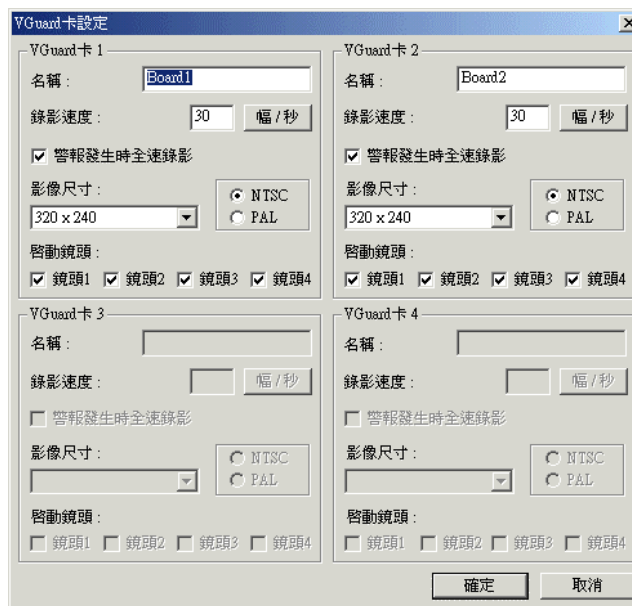 VGuard卡設定
VGuard卡 1
名稱 : Board1
錄影速度 : 30 幅/秒
警報發生時全速錄影
影像尺寸 :
320 x 240
NTSC
PAL
啓動鏡頭 :
鏡頭1 鏡頭2 鏡頭3 鏡頭4
VGuard卡 2
名稱 : Board2
錄影速度 : 30 幅/秒
警報發生時全速錄影
影像尺寸 :
320 x 240
NTSC
PAL
啓動鏡頭 :
鏡頭1 鏡頭2 鏡頭3 鏡頭4
VGuard卡 3
名稱 :
錄影速度 : 幅/秒
警報發生時全速錄影
影像尺寸 :
NTSC
PAL
啓動鏡頭 :
鏡頭1 鏡頭2 鏡頭3 鏡頭4
VGuard卡 4
名稱 :
錄影速度 : 幅/秒
警報發生時全速錄影
影像尺寸 :
NTSC
PAL
啓動鏡頭 :
鏡頭1 鏡頭2 鏡頭3 鏡頭4
確定 取消